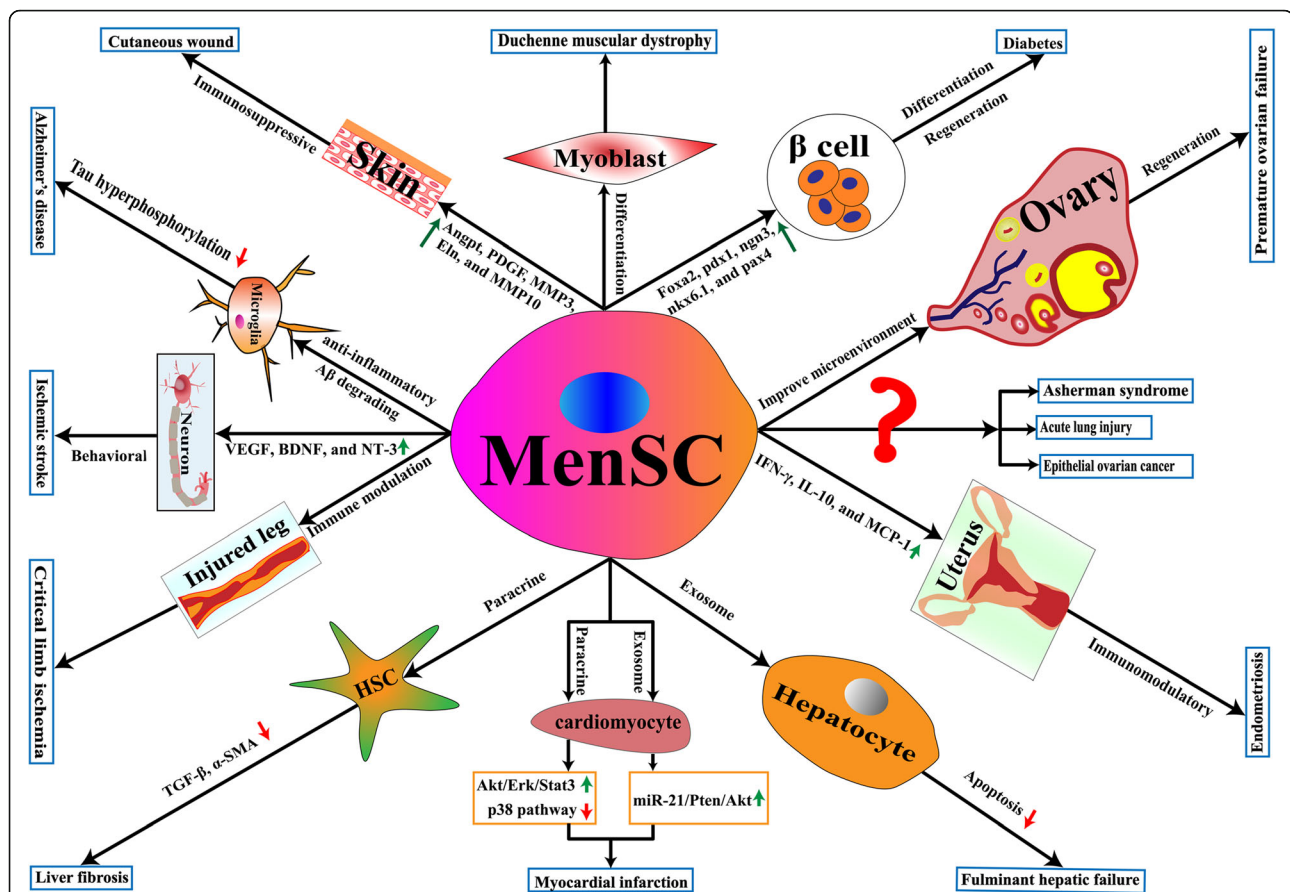 Cutaneous wound
Duchenne muscular dystrophy
Diabetes
Immunosuppressive
Differentiation
Regeneration
Premature ovarian failure
Alzheimer's disease
Skin
Myoblast
β cell
Regeneration
Ovary
Tau hyperphosphorylation
Angpt, PDGF, MMP3,
Eln, and MMP10
Differentiation
Foxa2, pdx1, ngn3,
nkx6.1, and pax4
Microglia
anti-inflammatory
Aβ degrading
Improve microenvironment
Ischemic stroke
Behavioral
Neuron
VEGF, BDNF, and NT-3
MenSC
?
Asherman syndrome
Acute lung injury
Epithelial ovarian cancer
Immune modulation
IFN-γ, IL-10, and MCP-1
Injured leg
Uterus
Critical limb ischemia
Paracrine
Paracrine
Exosome
Exosome
Immunomodulatory
Endometriosis
HSC
cardiomyocyte
Hepatocyte
TGF-β, α-SMA
Akt/Erk/Stat3
p38 pathway
miR-21/Pten/Akt
Apoptosis
Liver fibrosis
Myocardial infarction
Fulminant hepatic failure